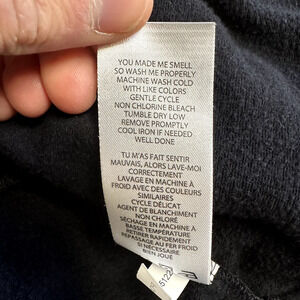 YOU MADE ME SMELL
SO WASH ME PROPERLY
MACHINE WASH COLD
WITH LIKE COLORS
GENTLE CYCLE
NON CHLORINE BLEACH
TUMBLE DRY LOW
REMOVE PROMPTLY
COOL IRON IF NEEDED
WELL DONE
TU M'AS FAIT SENTIR
MAUVAIS, ALORS LAVE-MOI
CORRECTEMENT
LAVAGE EN MACHINE À
FROID AVEC DES COULEURS
SIMILAIRES
CYCLE DÉLICAT
AGENT DE BLANCHIMENT
NON CHLORÉ
SÉCHAGE EN MACHINE À
BASSE TEMPÉRATURE
RETIRER RAPIDEMENT
REPASSAGE AU FER FROID
SI BESOIN
BIEN JOUÉ